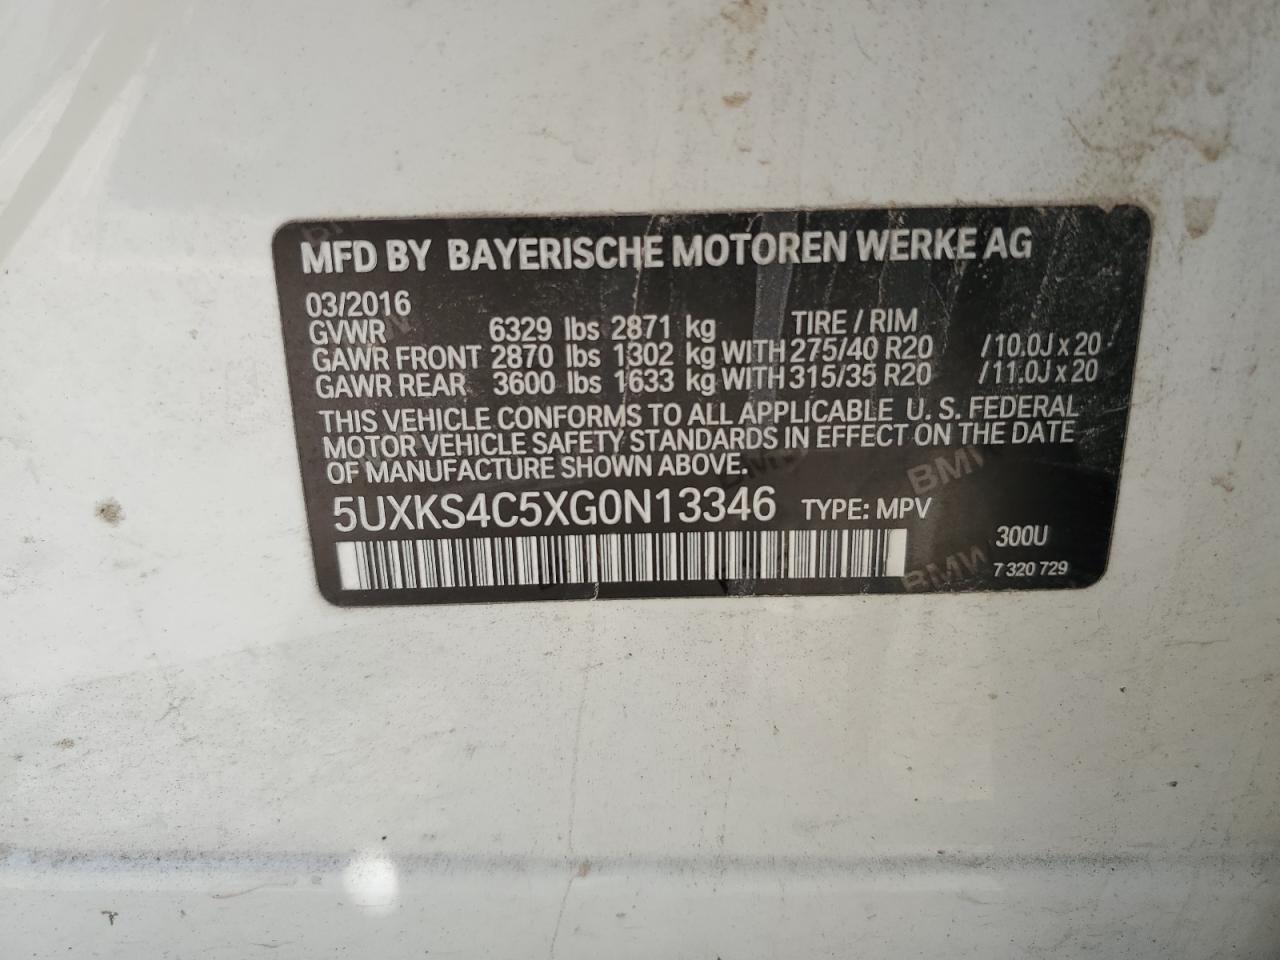 MFD BY BAYERISCHE MOTOREN WERKE AG
03/2016
GVWR 6329 lbs 2871 kg TIRE / RIM
GAWR FRONT 2870 lbs 1302 kg WITH 275/40 R20 /10.0J x 20
GAWR REAR 3600 lbs 1633 kg WITH 315/35 R20 /11.0J x 20
THIS VEHICLE CONFORMS TO ALL APPLICABLE U. S. FEDERAL
MOTOR VEHICLE SAFETY STANDARDS IN EFFECT ON THE DATE
OF MANUFACTURE SHOWN ABOVE.
BMW
5UXKS4C5XG0N13346 TYPE: MPV
300U
BMW
7 320 729